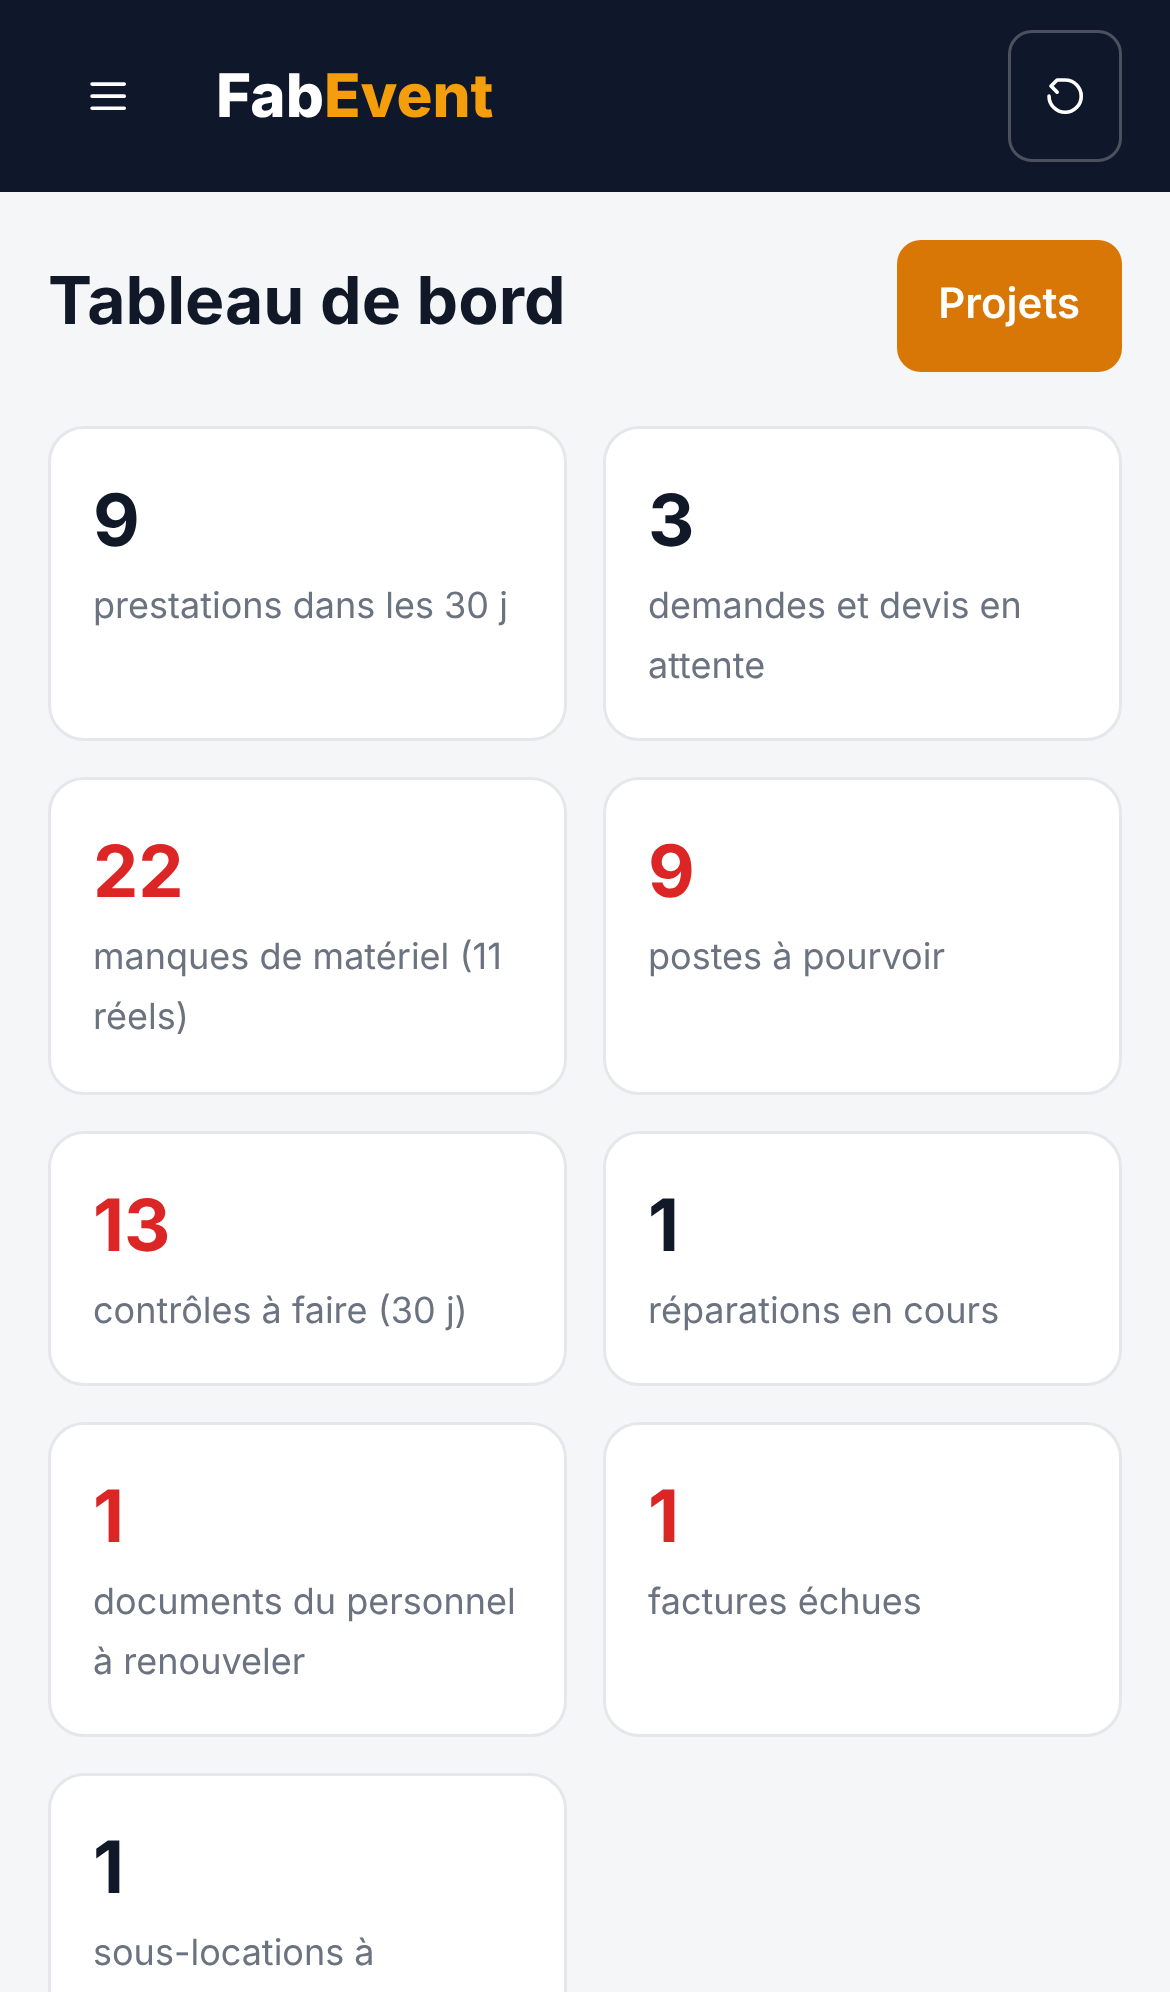 FabEvent
Tableau de bord
Projets
9
prestations dans les 30 j
3
demandes et devis en
attente
22
manques de matériel (11
réels)
9
postes à pourvoir
13
contrôles à faire (30 j)
1
réparations en cours
1
documents du personnel
à renouveler
1
factures échues
1
sous-locations à